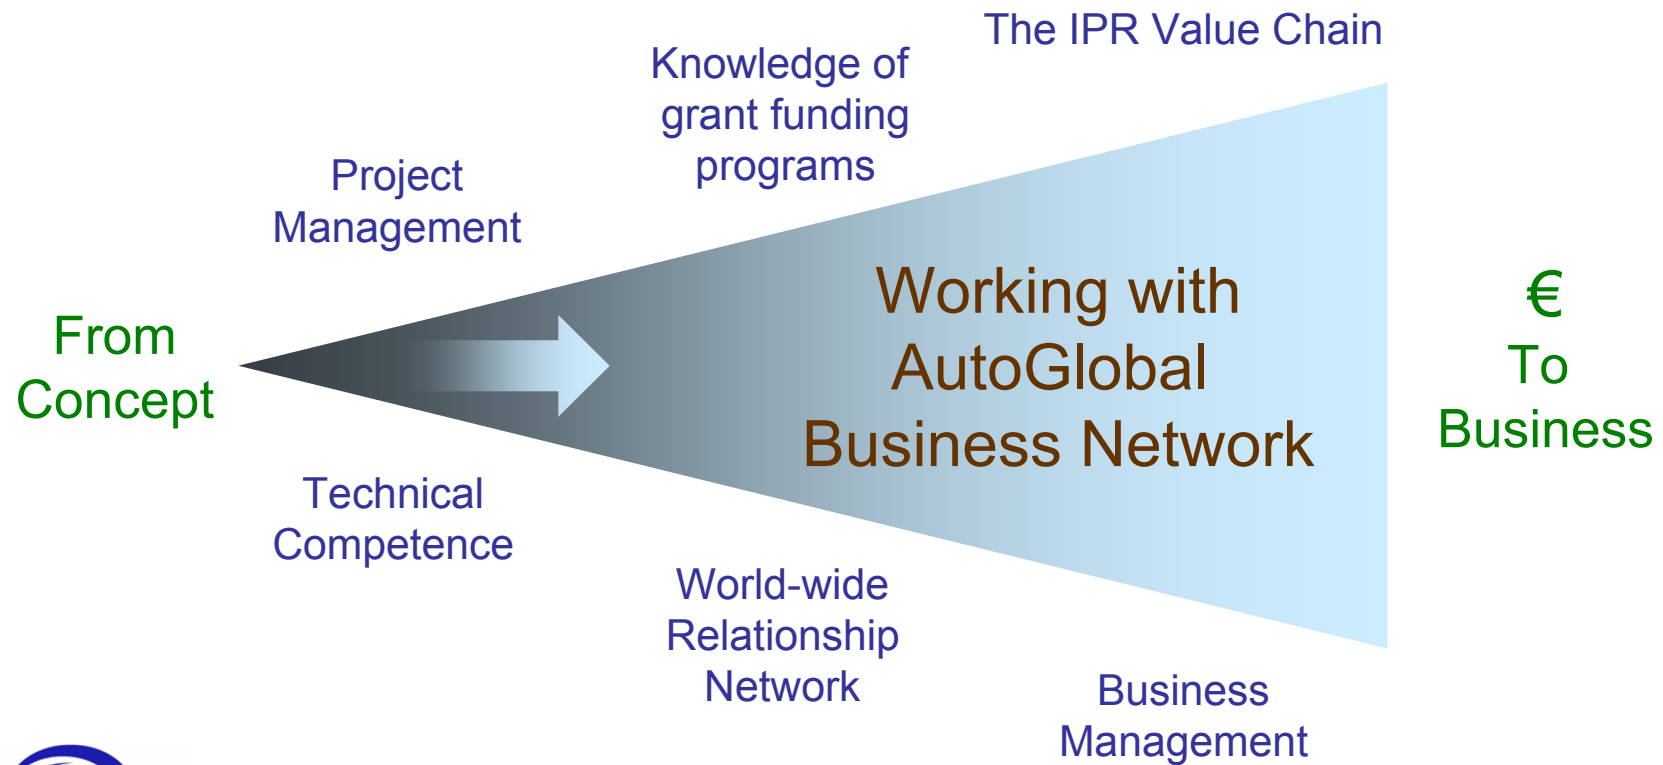 The IPR Value Chain
Knowledge of
grant funding
programs
Project
Management
From
Concept
Working with
AutoGlobal
Business Network
€
To
Business
Technical
Competence
World-wide
Relationship
Network
Business
Management